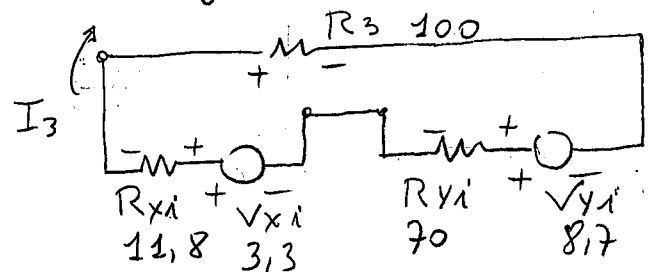 R3 100
+ -
I3
- + + - - + + -
Rxi Vxi Ryi Vyi
11,8 3,3 70 8,7